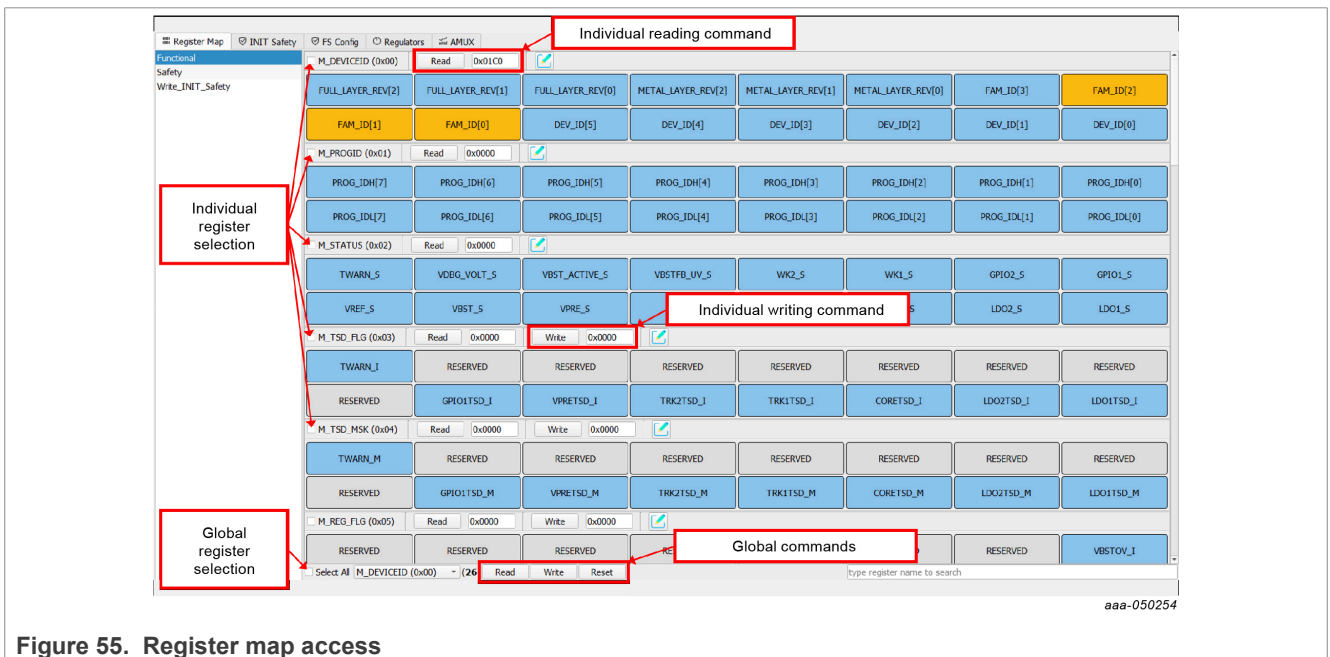 Individual reading command
Register Map INIT Safety FS Config Regulators AMUX
Functional
Safety
Write_INIT_Safety
M_DEVICEID (0x00) Read 0x01C0
FULL_LAYER_REV[2] FULL_LAYER_REV[1] FULL_LAYER_REV[0] METAL_LAYER_REV[2] METAL_LAYER_REV[1] METAL_LAYER_REV[0] FAM_ID[3] FAM_ID[2]
FAM_ID[1] FAM_ID[0] DEV_ID[5] DEV_ID[4] DEV_ID[3] DEV_ID[2] DEV_ID[1] DEV_ID[0]
M_PROGID (0x01) Read 0x0000
PROG_IDH[7] PROG_IDH[6] PROG_IDH[5] PROG_IDH[4] PROG_IDH[3] PROG_IDH[2] PROG_IDH[1] PROG_IDH[0]
PROG_IDL[7] PROG_IDL[6] PROG_IDL[5] PROG_IDL[4] PROG_IDL[3] PROG_IDL[2] PROG_IDL[1] PROG_IDL[0]
Individual
register
selection
M_STATUS (0x02) Read 0x0000
TWARN_S VDBG_VOLT_S VBST_ACTIVE_S VBSTFB_UV_S WK2_S WK1_S GPIO2_S GPIO1_S
VREF_S VBST_S VPRE_S LDO2_S LDO1_S
Individual writing command
M_TSD_FLG (0x03) Read 0x0000 Write 0x0000
TWARN_I RESERVED RESERVED RESERVED RESERVED RESERVED RESERVED RESERVED
RESERVED GPIO1TSD_I VPRETSD_I TRK2TSD_I TRK1TSD_I CORETSD_I LDO2TSD_I LDO1TSD_I
M_TSD_MSK (0x04) Read 0x0000 Write 0x0000
TWARN_M RESERVED RESERVED RESERVED RESERVED RESERVED RESERVED RESERVED
RESERVED GPIO1TSD_M VPRETSD_M TRK2TSD_M TRK1TSD_M CORETSD_M LDO2TSD_M LDO1TSD_M
M_REG_FLG (0x05) Read 0x0000 Write 0x0000
RESERVED RESERVED RESERVED RESERVED VBSTOV_I
Global commands
Global
register
selection
Select All M_DEVICEID (0x00) (26 Read Write Reset type register name to search
aaa-050254
Figure 55. Register map access